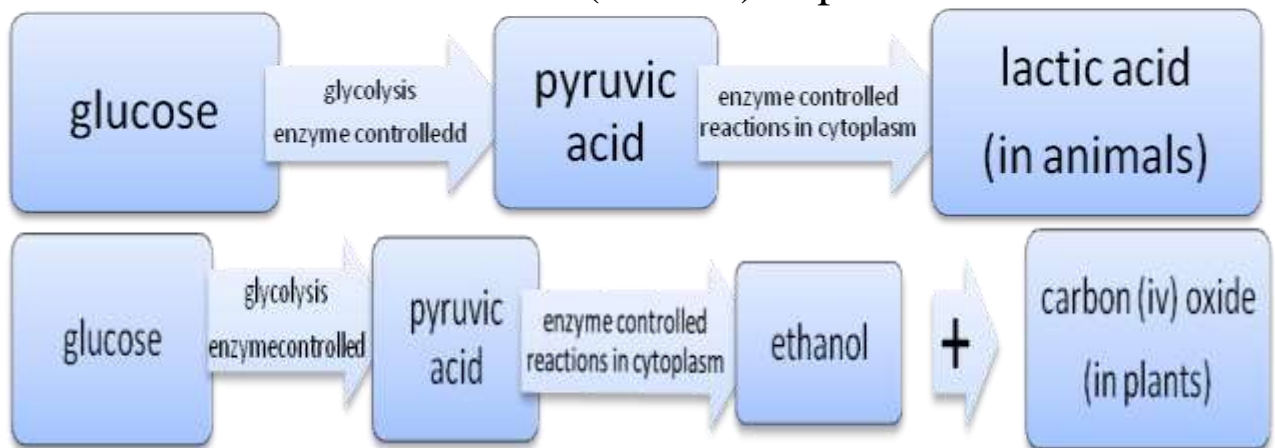 glucose
glycolysis
enzyme controlledd
pyruvic
acid
enzyme controlled
reactions in cytoplasm
lactic acid
(in animals)
glucose
glycolysis
enzymecontrolled
pyruvic
acid
enzyme controlled
reactions in cytoplasm
ethanol
+
carbon (iv) oxide
(in plants)